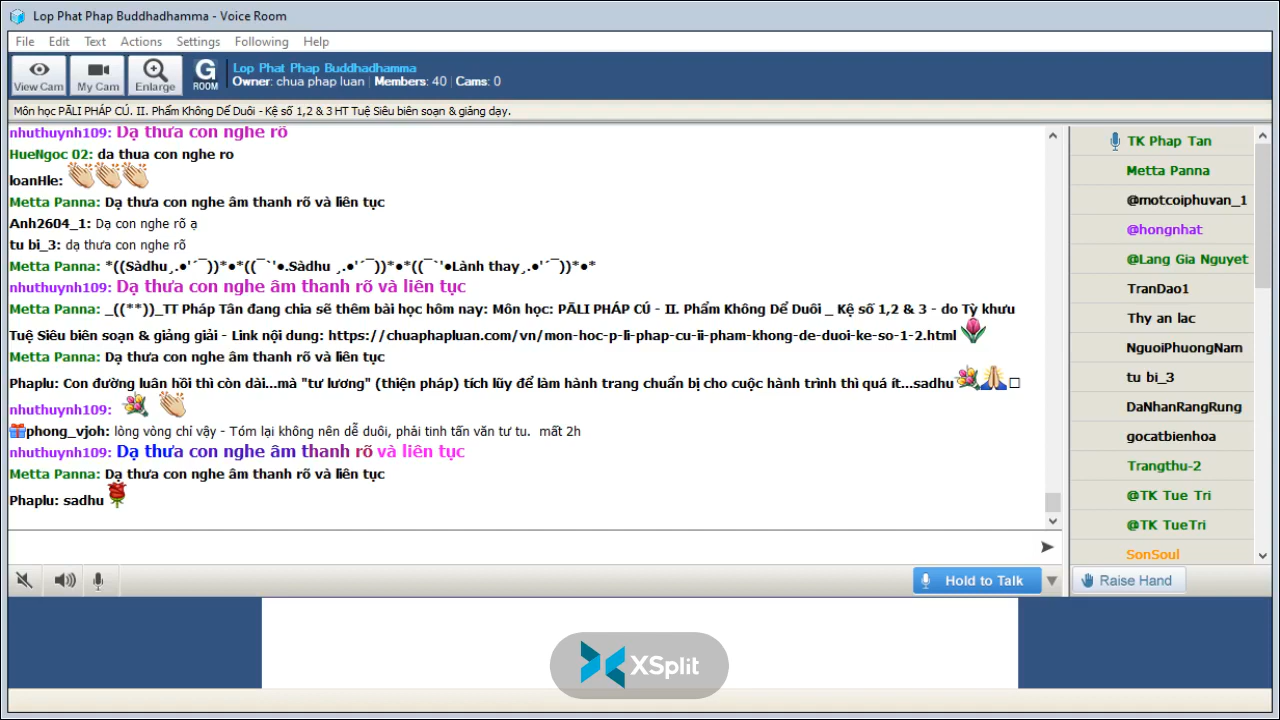 Lop Phat Phap Buddhadhamma - Voice Room
File Edit Text Actions Settings Following Help
View Cam My Cam Enlarge G ROOM
Lop Phat Phap Buddhadhamma
Owner: chua phap luan | Members: 40 | Cams: 0
Môn học PĀLI PHÁP CÚ. II. Phẩm Không Dể Duôi - Kệ số 1,2 & 3 HT Tuệ Siêu biên soạn & giảng dạy.
nhuthuynh109: Dạ thưa con nghe rõ
HueNgoc 02: da thua con nghe ro
loanHle:
Metta Panna: Dạ thưa con nghe âm thanh rõ và liên tục
Anh2604_1: Dạ con nghe rõ ạ
tu bi_3: dạ thưa con nghe rõ
Metta Panna: *((Sàdhu¸.●'´¯))*●*((¯`'●.Sàdhu ¸.●'´¯))*●*((¯`'●Lành thay¸.●'´¯))*●*
nhuthuynh109: Dạ thưa con nghe âm thanh rõ và liên tục
Metta Panna: _((**))_TT Pháp Tân đang chia sẽ thêm bài học hôm nay: Môn học: PĀLI PHÁP CÚ - II. Phẩm Không Dể Duôi _ Kệ số 1,2 & 3 - do Tỳ khưu
Tuệ Siêu biên soạn & giảng giải - Link nội dung: https://chuaphapluan.com/vn/mon-hoc-p-li-phap-cu-ii-pham-khong-de-duoi-ke-so-1-2.html
Metta Panna: Dạ thưa con nghe âm thanh rõ và liên tục
Phaplu: Con đường luân hồi thì còn dài...mà "tư lương" (thiện pháp) tích lũy để làm hành trang chuẩn bị cho cuộc hành trình thì quá ít...sadhu
nhuthuynh109:
phong_vjoh: lòng vòng chỉ vậy - Tóm lại không nên dễ duôi, phải tinh tấn văn tư tu. mất 2h
nhuthuynh109: Dạ thưa con nghe âm thanh rõ và liên tục
Metta Panna: Dạ thưa con nghe âm thanh rõ và liên tục
Phaplu: sadhu
TK Phap Tan
Metta Panna
@motcoiphuvan_1
@hongnhat
@Lang Gia Nguyet
TranDao1
Thy an lac
NguoiPhuongNam
tu bi_3
DaNhanRangRung
gocatbienhoa
Trangthu-2
@TK Tue Tri
@TK TueTri
SonSoul
Hold to Talk
Raise Hand
XSplit